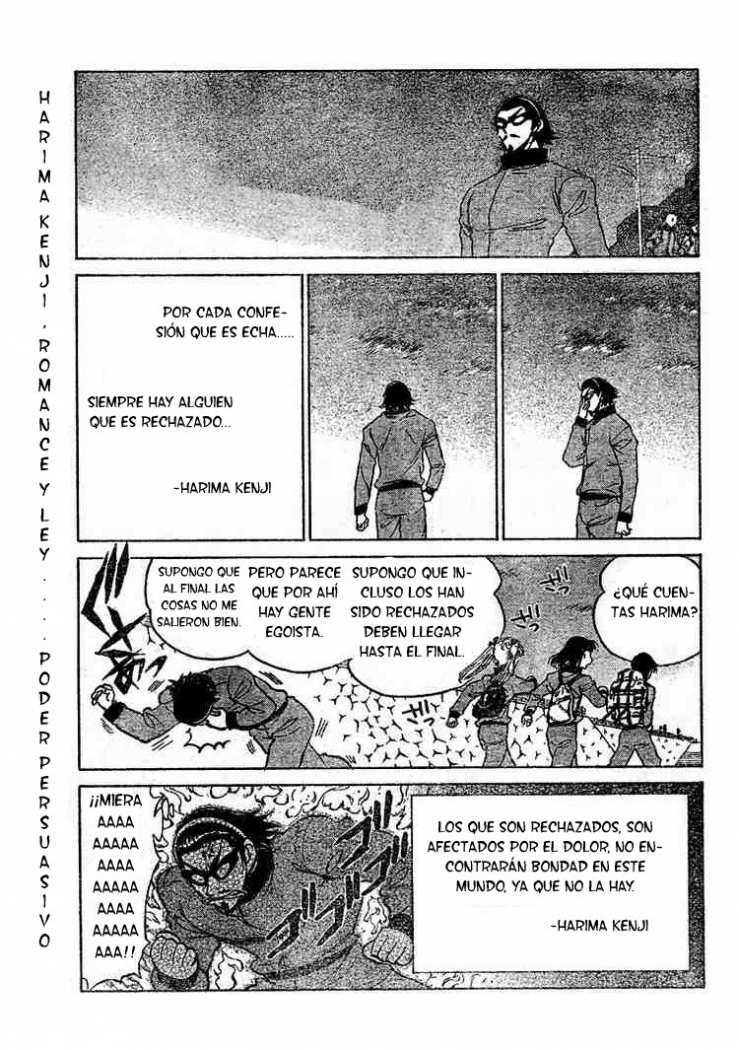 HARIMA KENJI . ROMANCE Y LEY . . . . PODER PERSUASIVO
POR CADA CONFE-
SIÓN QUE ES ECHA.....
SIEMPRE HAY ALGUIEN
QUE ES RECHAZADO...
-HARIMA KENJI
¿QUÉ CUEN-
TAS HARIMA?
SUPONGO QUE IN-
CLUSO LOS HAN
SIDO RECHAZADOS
DEBEN LLEGAR
HASTA EL FINAL.
PERO PARECE
QUE POR AHÍ
HAY GENTE
EGOISTA.
SUPONGO QUE
AL FINAL LAS
COSAS NO ME
SALIERON BIEN.
¡¡MIERA
AAAA
AAAAA
AAAA
AAAAA
AAAA
AAAAA
AAA!!
ブルブル
LOS QUE SON RECHAZADOS, SON
AFECTADOS POR EL DOLOR, NO EN-
CONTRARÁN BONDAD EN ESTE
MUNDO, YA QUE NO LA HAY.
-HARIMA KENJI